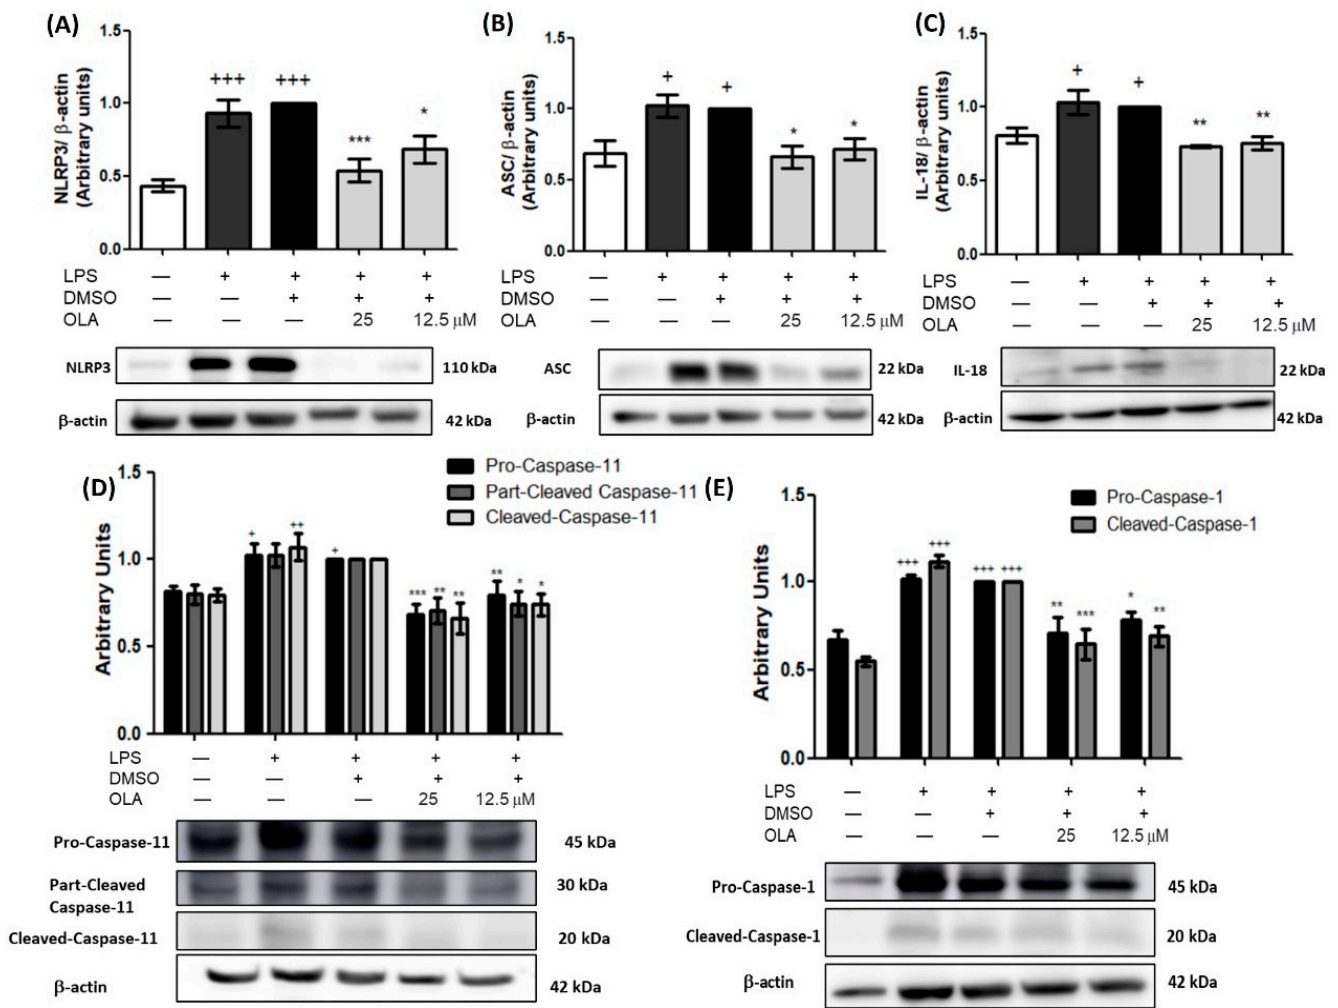 (A)
1.5
1.0
0.5
0.0
NLRP3/ β-actin
(Arbitrary units)
+++ +++ *** *
LPS — + + + +
DMSO — — + + +
OLA — — — 25 12.5 μM
NLRP3 110 kDa
β-actin 42 kDa
(B)
1.5
1.0
0.5
0.0
ASC/ β-actin
(Arbitrary units)
+ + * *
LPS — + + + +
DMSO — — + + +
OLA — — — 25 12.5 μM
ASC 22 kDa
β-actin 42 kDa
(C)
1.5
1.0
0.5
0.0
IL-18/ β-actin
(Arbitrary units)
+ + ** **
LPS — + + + +
DMSO — — + + +
OLA — — — 25 12.5 μM
IL-18 22 kDa
β-actin 42 kDa
(D)
Pro-Caspase-11
Part-Cleaved Caspase-11
Cleaved-Caspase-11
1.5
1.0
0.5
0.0
Arbitrary Units
+ ++ + *** ** ** ** * *
LPS — + + + +
DMSO — — + + +
OLA — — — 25 12.5 μM
Pro-Caspase-11 45 kDa
Part-Cleaved 30 kDa
Caspase-11
Cleaved-Caspase-11 20 kDa
β-actin 42 kDa
(E)
Pro-Caspase-1
Cleaved-Caspase-1
1.5
1.0
0.5
0.0
Arbitrary Units
+++ +++ +++ +++ ** *** * **
LPS — + + + +
DMSO — — + + +
OLA — — — 25 12.5 μM
Pro-Caspase-1 45 kDa
Cleaved-Caspase-1 20 kDa
β-actin 42 kDa